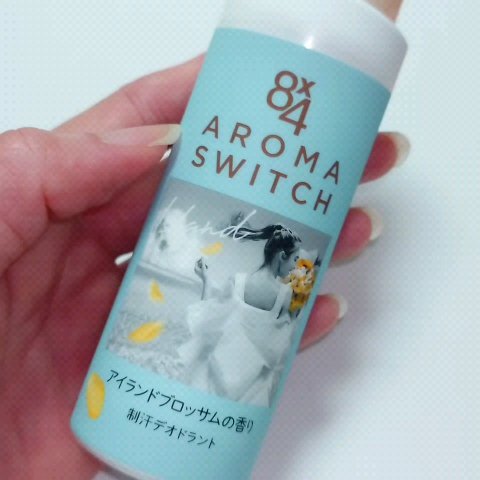 8x4
AROMA
SWITCH
Island
アイランドブロッサムの香り
制汗デオドラント